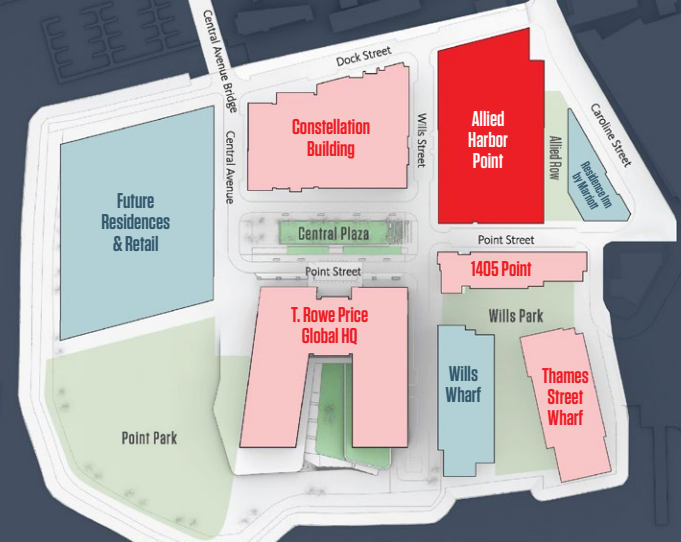 Central Avenue Bridge
Dock Street
Constellation
Building
Wills Street
Allied
Harbor
Point
Allied Row
Caroline Street
Residence Inn
by Marriott
Future
Residences
& Retail
Central Avenue
Central Plaza
Point Street
Point Street
1405 Point
T. Rowe Price
Global HQ
Wills Park
Wills
Wharf
Thames
Street
Wharf
Point Park